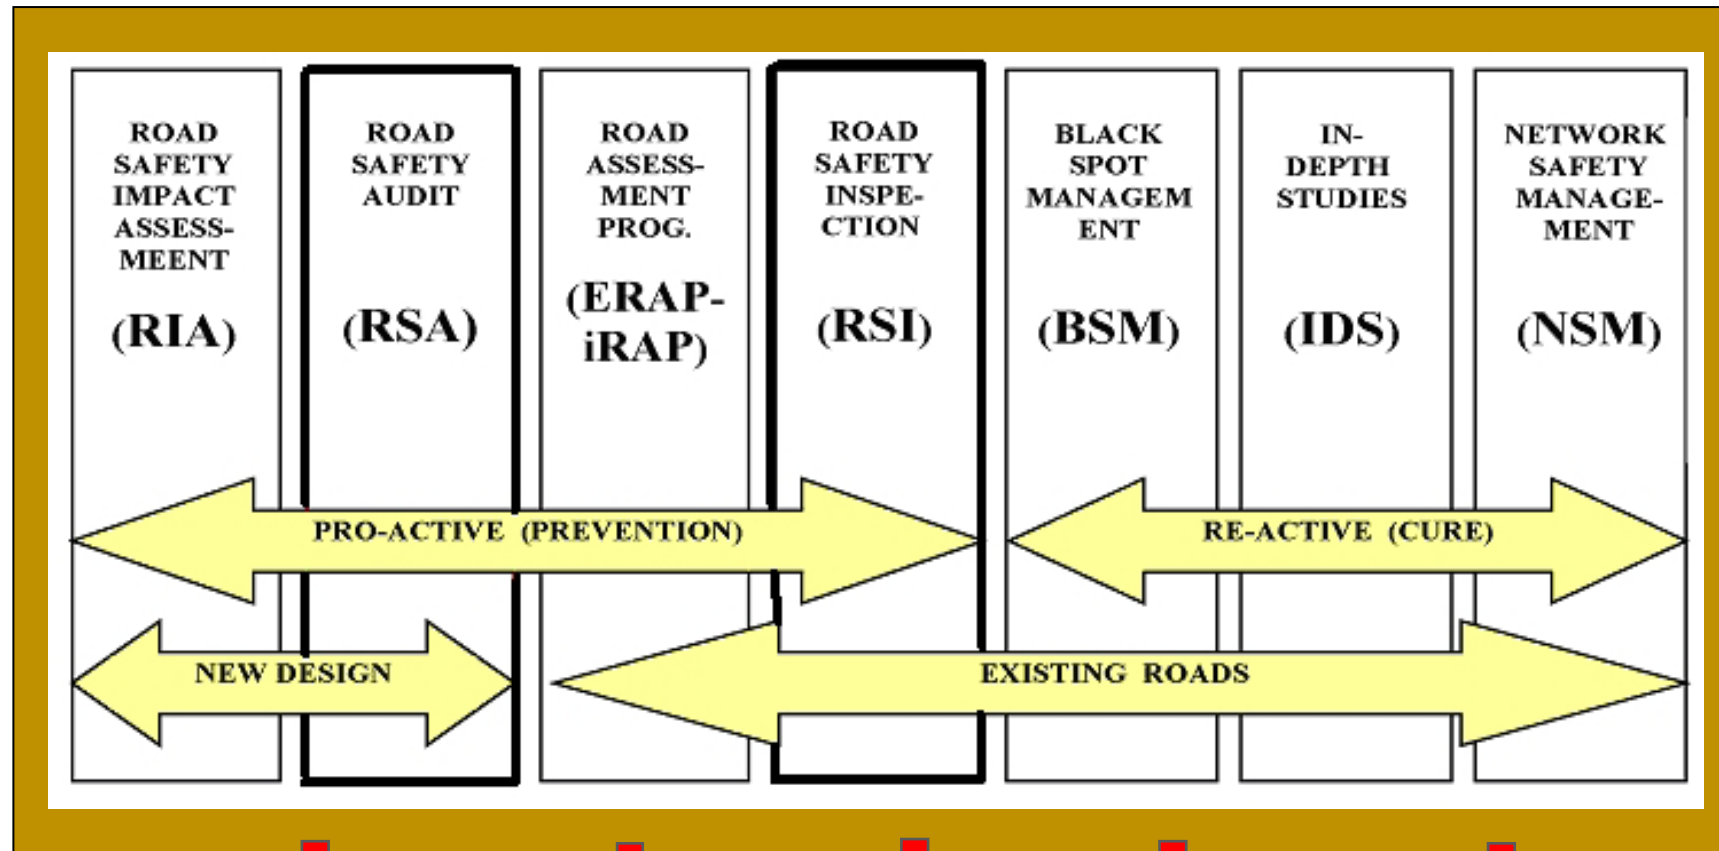 ROAD
SAFETY
IMPACT
ASSESS-
MEENT
(RIA)
ROAD
SAFETY
AUDIT
(RSA)
ROAD
ASSESS-
MENT
PROG.
(ERAP-
iRAP)
ROAD
SAFETY
INSPE-
CTION
(RSI)
BLACK
SPOT
MANAGEM
ENT
(BSM)
IN-
DEPTH
STUDIES
(IDS)
NETWORK
SAFETY
MANAGE-
MENT
(NSM)
PRO-ACTIVE (PREVENTION)
RE-ACTIVE (CURE)
NEW DESIGN
EXISTING ROADS